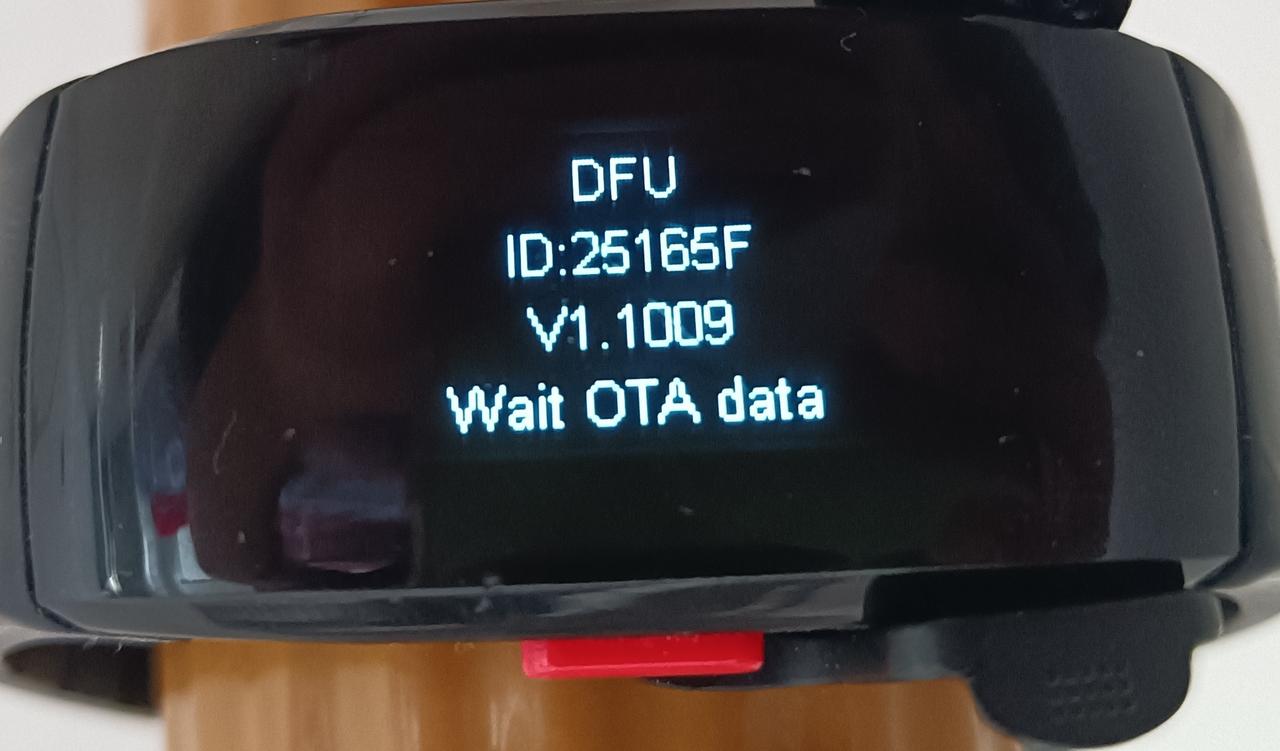 DFU
ID:25165F
V1.1009
Wait OTA data